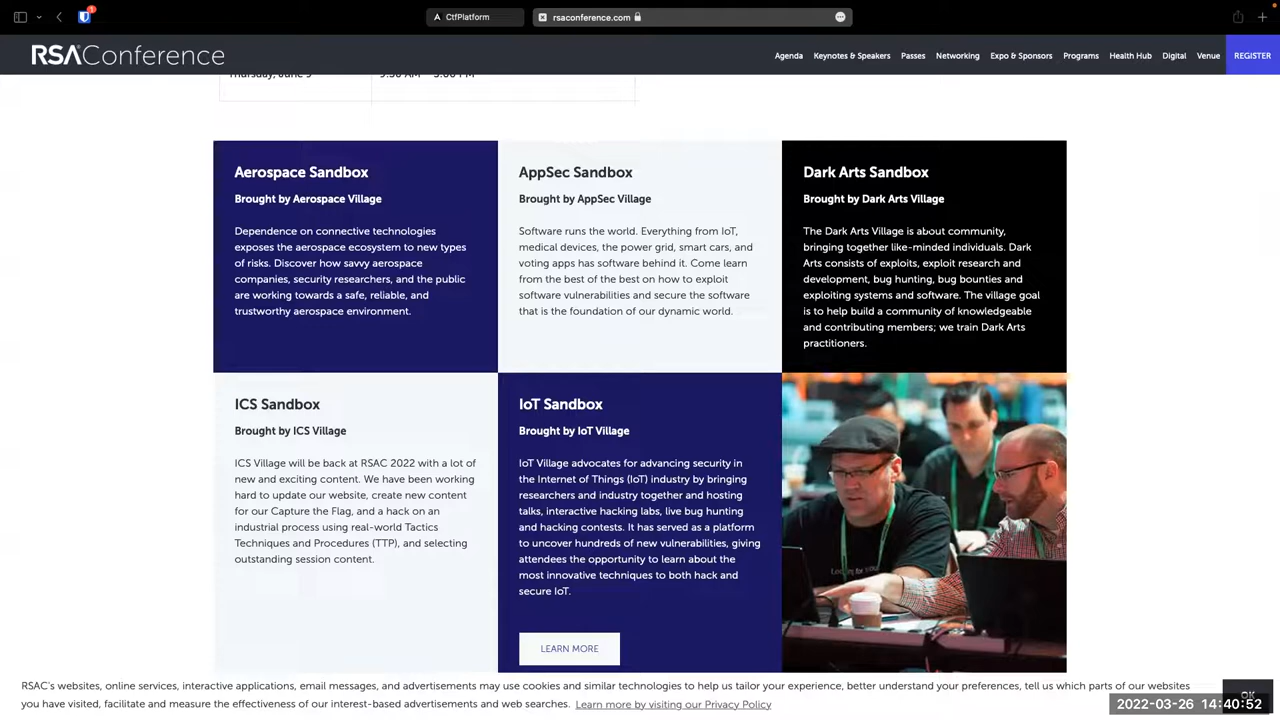 1
CtfPlatform
rsaconference.com
RSAConference
Agenda
Keynotes & Speakers
Passes
Networking
Expo & Sponsors
Programs
Health Hub
Digital
Venue
REGISTER
Thursday, June 9
Aerospace Sandbox
Brought by Aerospace Village
Dependence on connective technologies
exposes the aerospace ecosystem to new types
of risks. Discover how savvy aerospace
companies, security researchers, and the public
are working towards a safe, reliable, and
trustworthy aerospace environment.
AppSec Sandbox
Brought by AppSec Village
Software runs the world. Everything from IoT,
medical devices, the power grid, smart cars, and
voting apps has software behind it. Come learn
from the best of the best on how to exploit
software vulnerabilities and secure the software
that is the foundation of our dynamic world.
Dark Arts Sandbox
Brought by Dark Arts Village
The Dark Arts Village is about community,
bringing together like-minded individuals. Dark
Arts consists of exploits, exploit research and
development, bug hunting, bug bounties and
exploiting systems and software. The village goal
is to help build a community of knowledgeable
and contributing members; we train Dark Arts
practitioners.
ICS Sandbox
Brought by ICS Village
ICS Village will be back at RSAC 2022 with a lot of
new and exciting content. We have been working
hard to update our website, create new content
for our Capture the Flag, and a hack on an
industrial process using real-world Tactics
Techniques and Procedures (TTP), and selecting
outstanding session content.
IoT Sandbox
Brought by IoT Village
IoT Village advocates for advancing security in
the Internet of Things (IoT) industry by bringing
researchers and industry together and hosting
talks, interactive hacking labs, live bug hunting
and hacking contests. It has served as a platform
to uncover hundreds of new vulnerabilities, giving
attendees the opportunity to learn about the
most innovative techniques to both hack and
secure IoT.
LEARN MORE
RSAC's websites, online services, interactive applications, email messages, and advertisements may use cookies and similar technologies to help us tailor your experience, better understand your preferences, tell us which parts of our websites
you have visited, facilitate and measure the effectiveness of our interest-based advertisements and web searches. Learn more by visiting our Privacy Policy
OK
2022-03-26 14:40:52